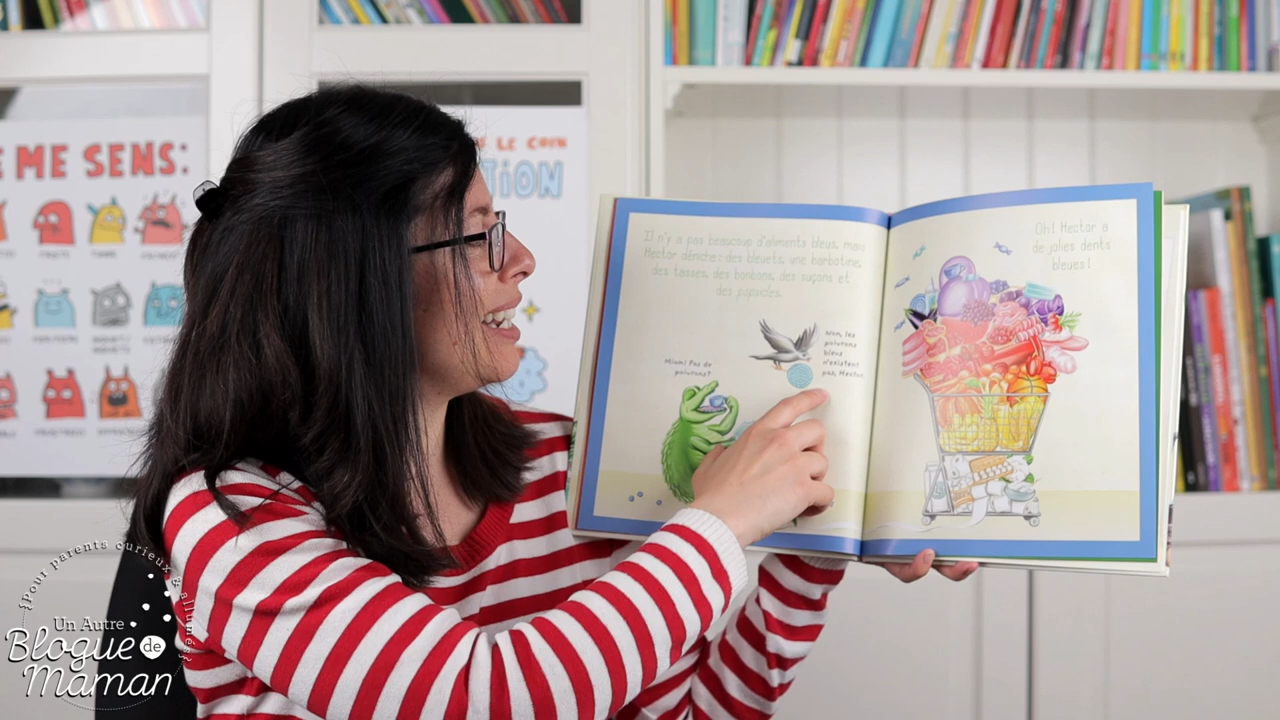 E ME SENS:
LE COIN
TION
Il n'y a pas beaucoup d'aliments bleus, mais
Hector déniche : des bleuets, une barbotine,
des tasses, des bonbons, des suçons et
des popsicles.
Miam! Pas de
poivrons?
Non, les
poivrons
bleus
n'existent
pas, Hector.
Oh! Hector a
de jolies dents
bleues!
{Pour parents curieux & allumés}
Un Autre
Blogue de
Maman